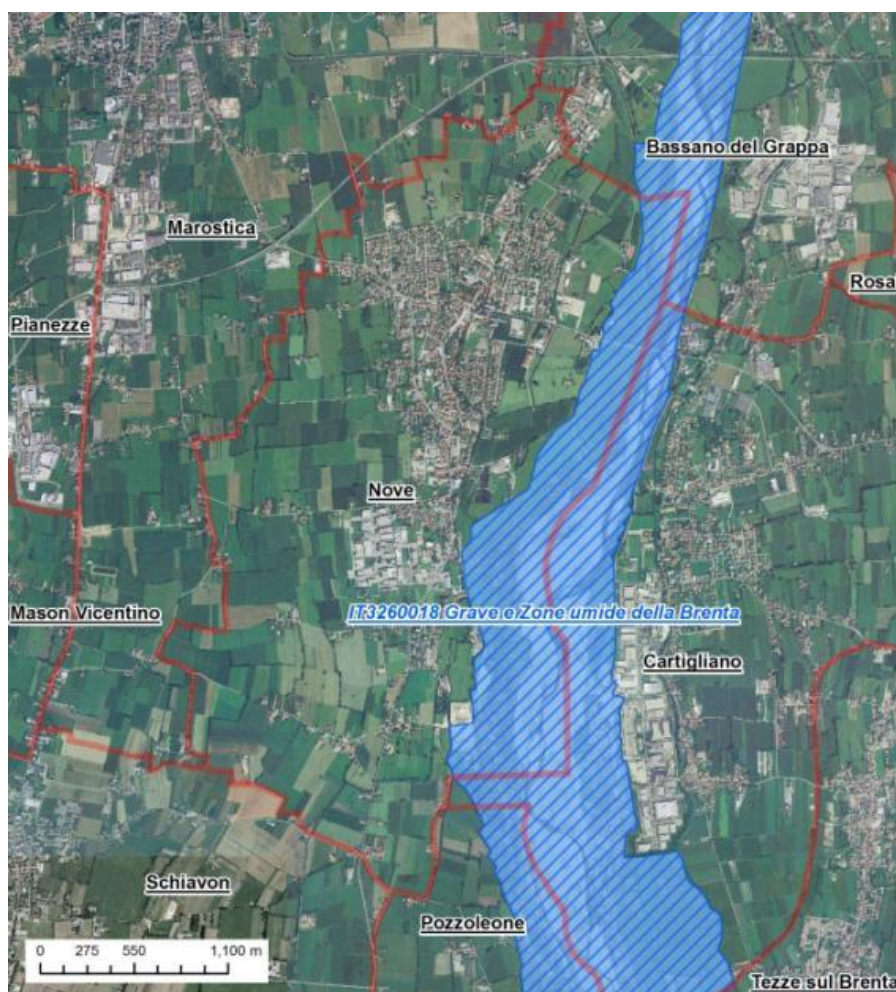 Bassano del Grappa
Marostica
Rosa
Pianezze
Nove
Mason Vicentino
IT3260018 Grave e Zone umide della Brenta
Cartigliano
Schiavon
Pozzoleone
0 275 550 1,100 m
Tezze sul Brenta